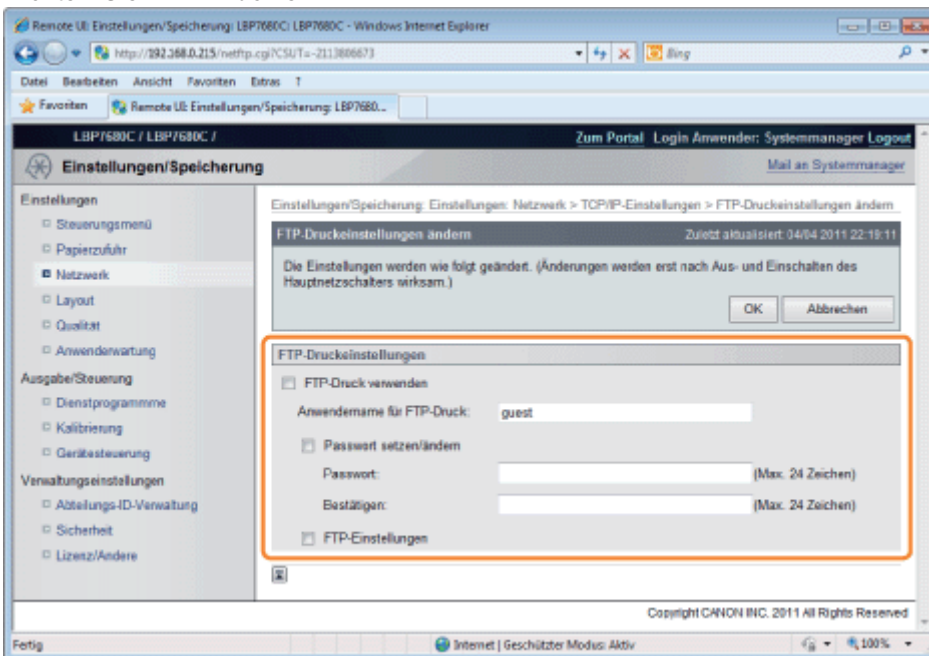 Remote UI: Einstellungen/Speicherung: LBP7680C: LBP7680C - Windows Internet Explorer
http://192.168.0.215/netftp.cgi?CSUTa=-2113806673
Bing
Datei Bearbeiten Ansicht Favoriten Extras ?
Favoriten Remote UI: Einstellungen/Speicherung: LBP7680...
LBP7680C / LBP7680C / Zum Portal Login Anwender: Systemmanager Logout
Einstellungen/Speicherung Mail an Systemmanager
Einstellungen
Steuerungsmenü
Papierzufuhr
Netzwerk
Layout
Qualität
Anwenderwartung
Ausgabe/Steuerung
Dienstprogrammme
Kalibrierung
Gerätesteuerung
Verwaltungseinstellungen
Abteilungs-ID-Verwaltung
Sicherheit
Lizenz/Andere
Einstellungen/Speicherung: Einstellungen: Netzwerk > TCP/IP-Einstellungen > FTP-Druckeinstellungen ändern
FTP-Druckeinstellungen ändern Zuletzt aktualisiert: 04/04 2011 22:19:11
Die Einstellungen werden wie folgt geändert. (Änderungen werden erst nach Aus- und Einschalten des
Hauptnetzschalters wirksam.)
OK Abbrechen
FTP-Druckeinstellungen
FTP-Druck verwenden
Anwendername für FTP-Druck: guest
Passwort setzen/ändern
Passwort: (Max. 24 Zeichen)
Bestätigen: (Max. 24 Zeichen)
FTP-Einstellungen
Copyright CANON INC. 2011 All Rights Reserved
Fertig Internet | Geschützter Modus: Aktiv 100%